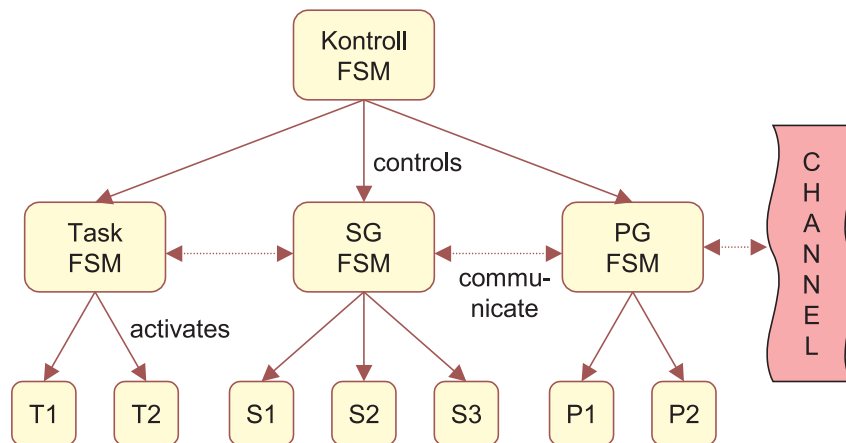 Kontroll
FSM
controls
Task
FSM
SG
FSM
PG
FSM
commu-
nicate
activates
T1
T2
S1
S2
S3
P1
P2
CHANNEL